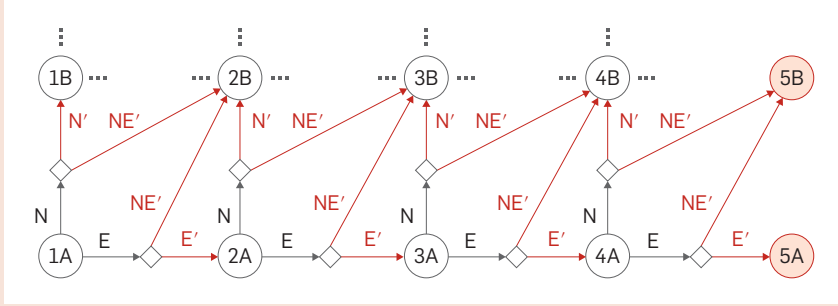 1B 2B 3B 4B 5B
N′ NE′ N′ NE′ N′ NE′ N′ NE′
NE′ NE′ NE′ NE′
N N N N
1A E E′ 2A E E′ 3A E E′ 4A E E′ 5A